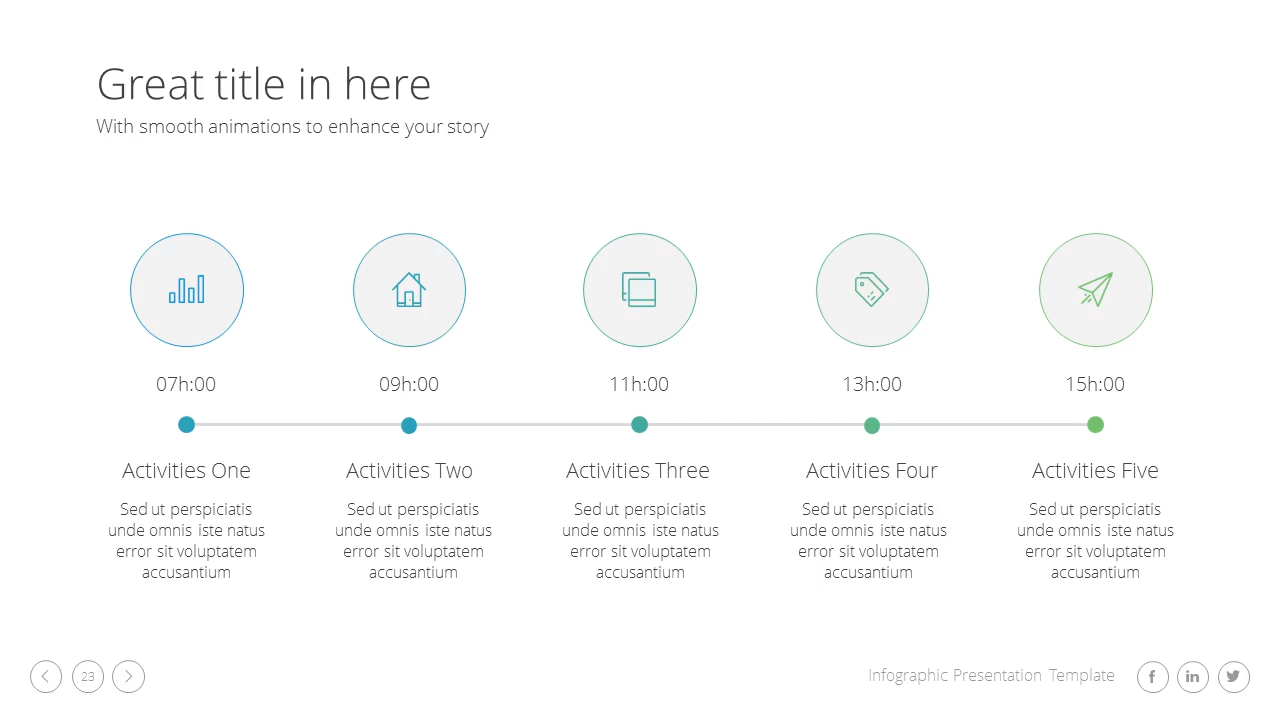 Great title in here
With smooth animations to enhance your story
07h:00
09h:00
11h:00
13h:00
15h:00
Activities One
Sed ut perspiciatis
unde omnis iste natus
error sit voluptatem
accusantium
Activities Two
Sed ut perspiciatis
unde omnis iste natus
error sit voluptatem
accusantium
Activities Three
Sed ut perspiciatis
unde omnis iste natus
error sit voluptatem
accusantium
Activities Four
Sed ut perspiciatis
unde omnis iste natus
error sit voluptatem
accusantium
Activities Five
Sed ut perspiciatis
unde omnis iste natus
error sit voluptatem
accusantium
23
Infographic Presentation Template
f
in